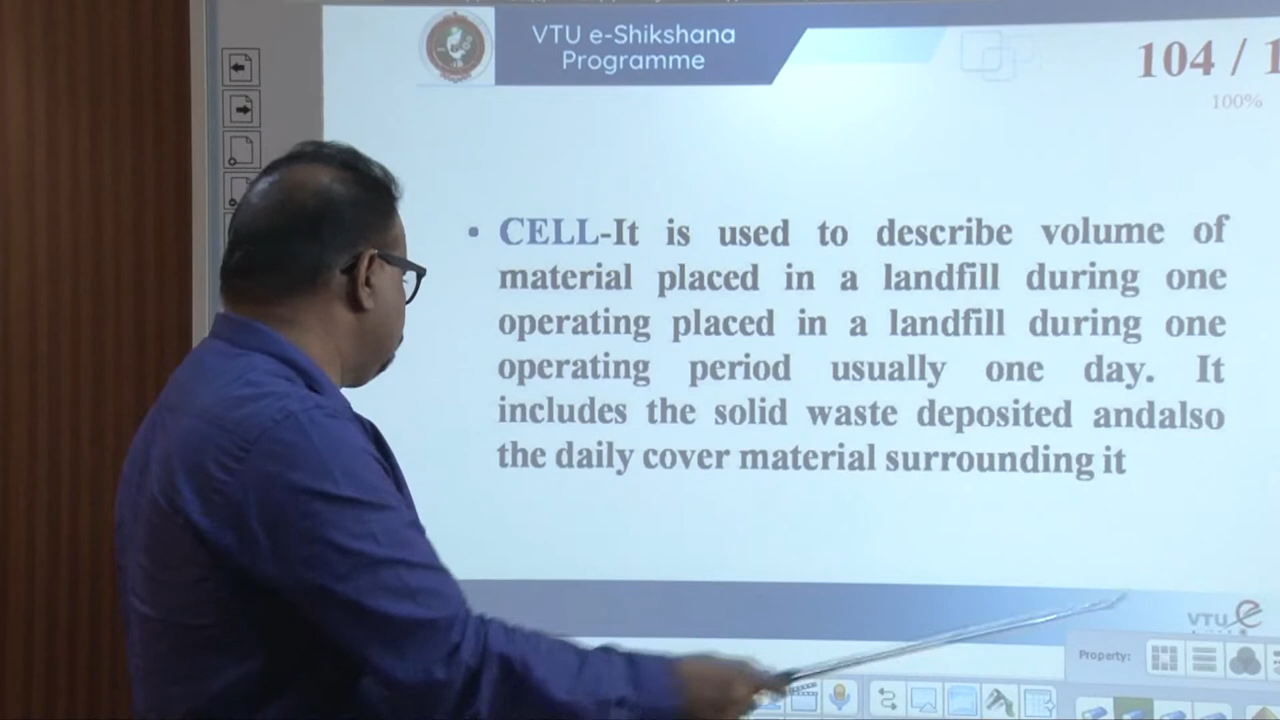 VTU e-Shikshana
Programme
104 / 1
100%
• CELL-It is used to describe volume of
material placed in a landfill during one
operating placed in a landfill during one
operating period usually one day. It
includes the solid waste deposited andalso
the daily cover material surrounding it
VTU e
Property: